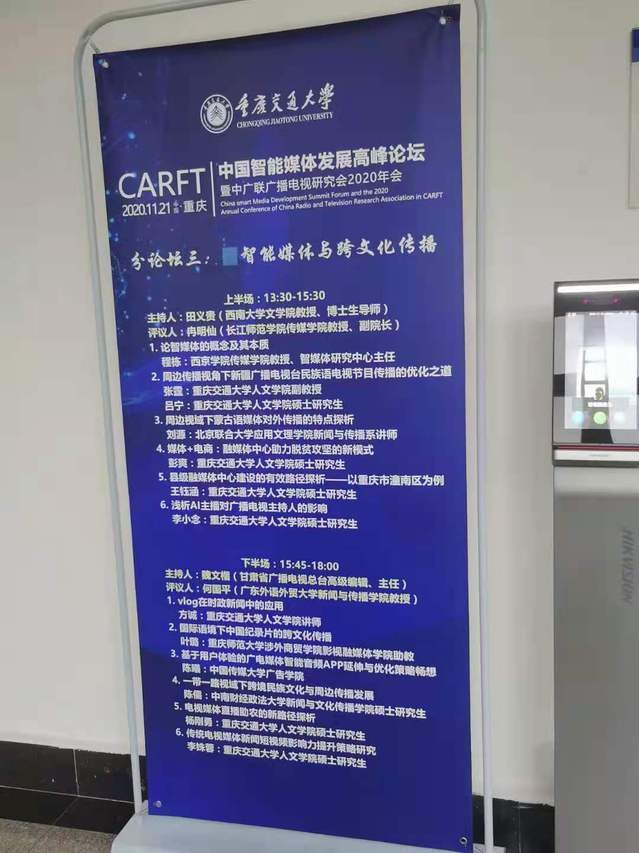 重庆交通大学
CHONGQING JIAOTONG UNIVERSITY
CARFT
2020.11.21 中国·重庆
中国智能媒体发展高峰论坛
暨中广联广播电视研究会2020年会
China smart Media Development Summit Forum and the 2020
Annual Conference of China Radio and Television Research Association in CARFT
分论坛三：智能媒体与跨文化传播
上半场：13:30-15:30
主持人：田义贵（西南大学文学院教授、博士生导师）
评议人：冉明仙（长江师范学院传媒学院教授、副院长）
1. 论智媒体的概念及其本质
程栋：西京学院传媒学院教授、智媒体研究中心主任
2. 周边传播视角下新疆广播电视台民族语电视节目传播的优化之道
张霆：重庆交通大学人文学院副教授
吕宁：重庆交通大学人文学院硕士研究生
3. 周边视域下蒙古语媒体对外传播的特点探析
刘源：北京联合大学应用文理学院新闻与传播系讲师
4. 媒体+电商：融媒体中心助力脱贫攻坚的新模式
彭爽：重庆交通大学人文学院硕士研究生
5. 县级融媒体中心建设的有效路径探析——以重庆市潼南区为例
王钰涵：重庆交通大学人文学院硕士研究生
6. 浅析AI主播对广播电视主持人的影响
李小念：重庆交通大学人文学院硕士研究生
下半场：15:45-18:00
主持人：魏文楷（甘肃省广播电视总台高级编辑、主任）
评议人：何国平（广东外语外贸大学新闻与传播学院教授）
1. vlog在时政新闻中的应用
方诚：重庆交通大学人文学院讲师
2. 国际语境下中国纪录片的跨文化传播
叶璐：重庆师范大学涉外商贸学院影视融媒体学院助教
3. 基于用户体验的广电媒体智能音频APP延伸与优化策略畅想
陈曦：中国传媒大学广告学院
4. 一带一路视域下跨境民族文化与周边传播发展
陈儒：中南财经政法大学新闻与文化传播学院硕士研究生
5. 电视媒体直播助农的新路径探析
杨刚勇：重庆交通大学人文学院硕士研究生
6. 传统电视媒体新闻短视频影响力提升策略研究
李姝蓉：重庆交通大学人文学院硕士研究生
HIKVISION